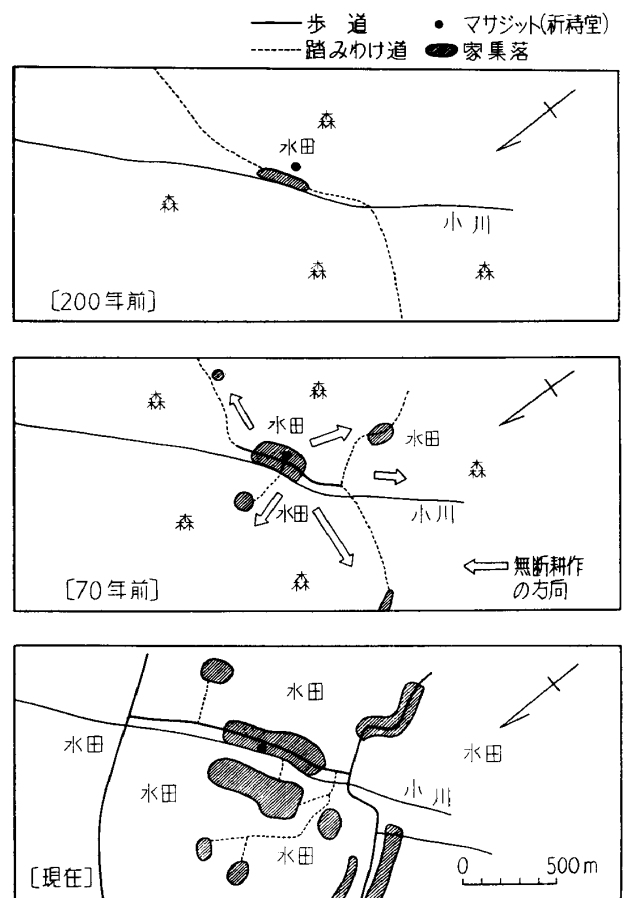 歩道
マサジット(祈祷堂)
踏みわけ道
家集落
森
水田
森
小川
森
森
[200年前]
森
森
水田
水田
森
森
水田
小川
無断耕作
の方向
森
[70年前]
水田
水田
水田
水田
小川
水田
[現在]
0 500m